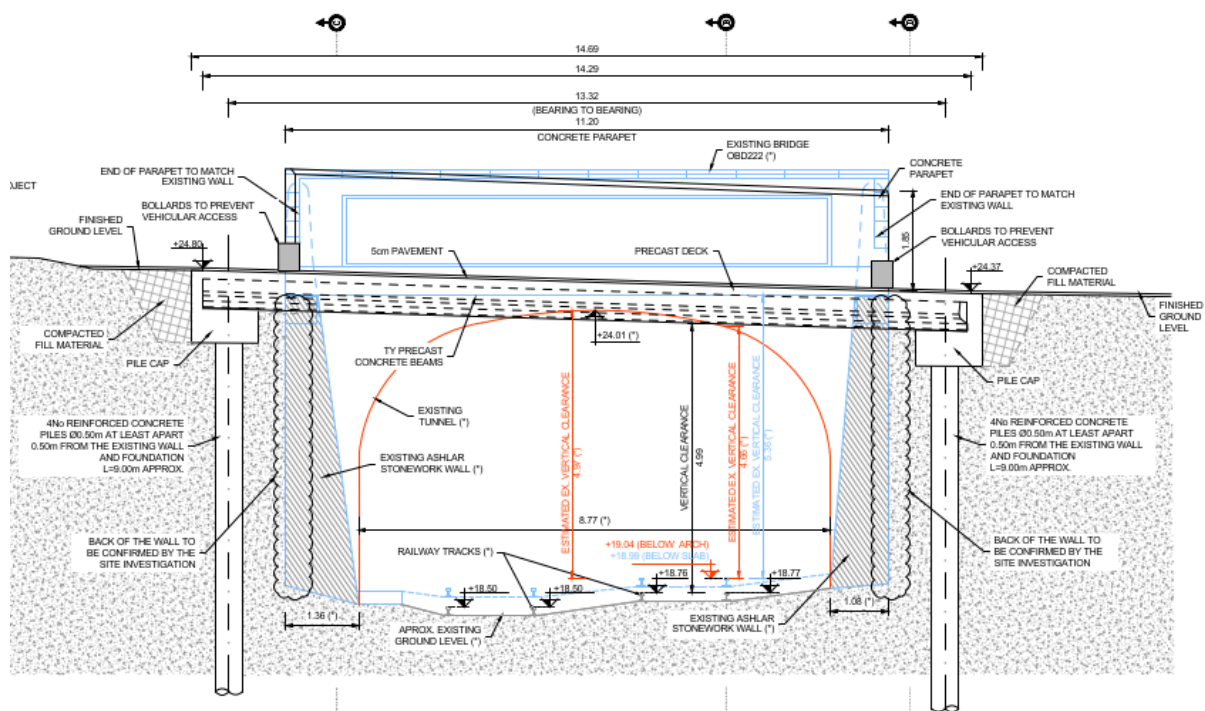 C
B
D
14.69
14.29
13.32
(BEARING TO BEARING)
11.20
CONCRETE PARAPET
EXISTING BRIDGE
OBD222 (*)
END OF PARAPET TO MATCH
EXISTING WALL
CONCRETE
PARAPET
OJECT
END OF PARAPET TO MATCH
EXISTING WALL
BOLLARDS TO PREVENT
VEHICULAR ACCESS
FINISHED
GROUND LEVEL
BOLLARDS TO PREVENT
VEHICULAR ACCESS
1.85
+24.80
5cm PAVEMENT
PRECAST DECK
+24.37
COMPACTED
FILL MATERIAL
FINISHED
GROUND LEVEL
COMPACTED
FILL MATERIAL
+24.01 (*)
TY PRECAST
CONCRETE BEAMS
PILE CAP
PILE CAP
EXISTING
TUNNEL (*)
4No REINFORCED CONCRETE
PILES Ø0.50m AT LEAST APART
0.50m FROM THE EXISTING WALL
AND FOUNDATION
L=9.00m APPROX.
4No REINFORCED CONCRETE
PILES Ø0.50m AT LEAST APART
0.50m FROM THE EXISTING WALL
AND FOUNDATION
L=9.00m APPROX.
EXISTING ASHLAR
STONEWORK WALL (*)
ESTIMATED EX. VERTICAL CLEARANCE
4.97 (*)
VERTICAL CLEARANCE
4.99
ESTIMATED EX. VERTICAL CLEARANCE
4.66 (*)
ESTIMATED EX. VERTICAL CLEARANCE
5.36 (*)
8.77 (*)
BACK OF THE WALL TO
BE CONFIRMED BY THE
SITE INVESTIGATION
RAILWAY TRACKS (*)
+19.04 (BELOW ARCH)
+18.99 (BELOW SLAB)
BACK OF THE WALL TO
BE CONFIRMED BY THE
SITE INVESTIGATION
+18.50
+18.50
+18.76
+18.77
1.36 (*)
1.08 (*)
APROX. EXISTING
GROUND LEVEL (*)
EXISTING ASHLAR
STONEWORK WALL (*)